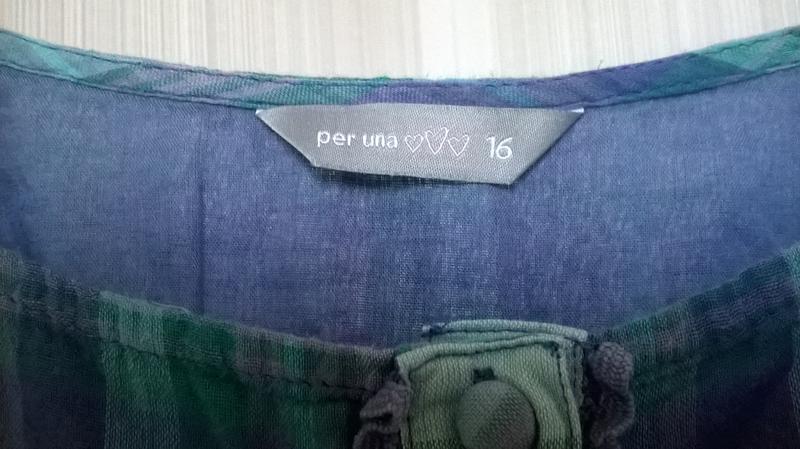 per una ♡♡♡ 16